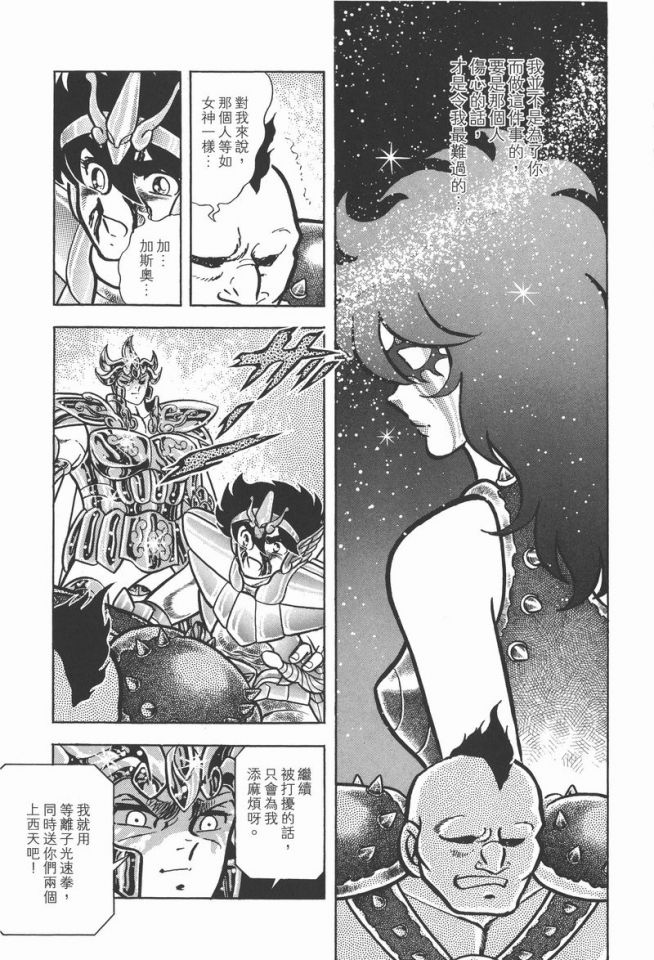 我並不是為了你
而做這件事的，
要是那個人
傷心的話，
才是令我最難過的…
對我來說，
那個人等如
女神一樣…
加…
加斯奧…
ガガッ
繼續
被打擾的話，
只會為我
添麻煩呀。
我就用
等離子光速拳，
同時送你們兩個
上西天吧！